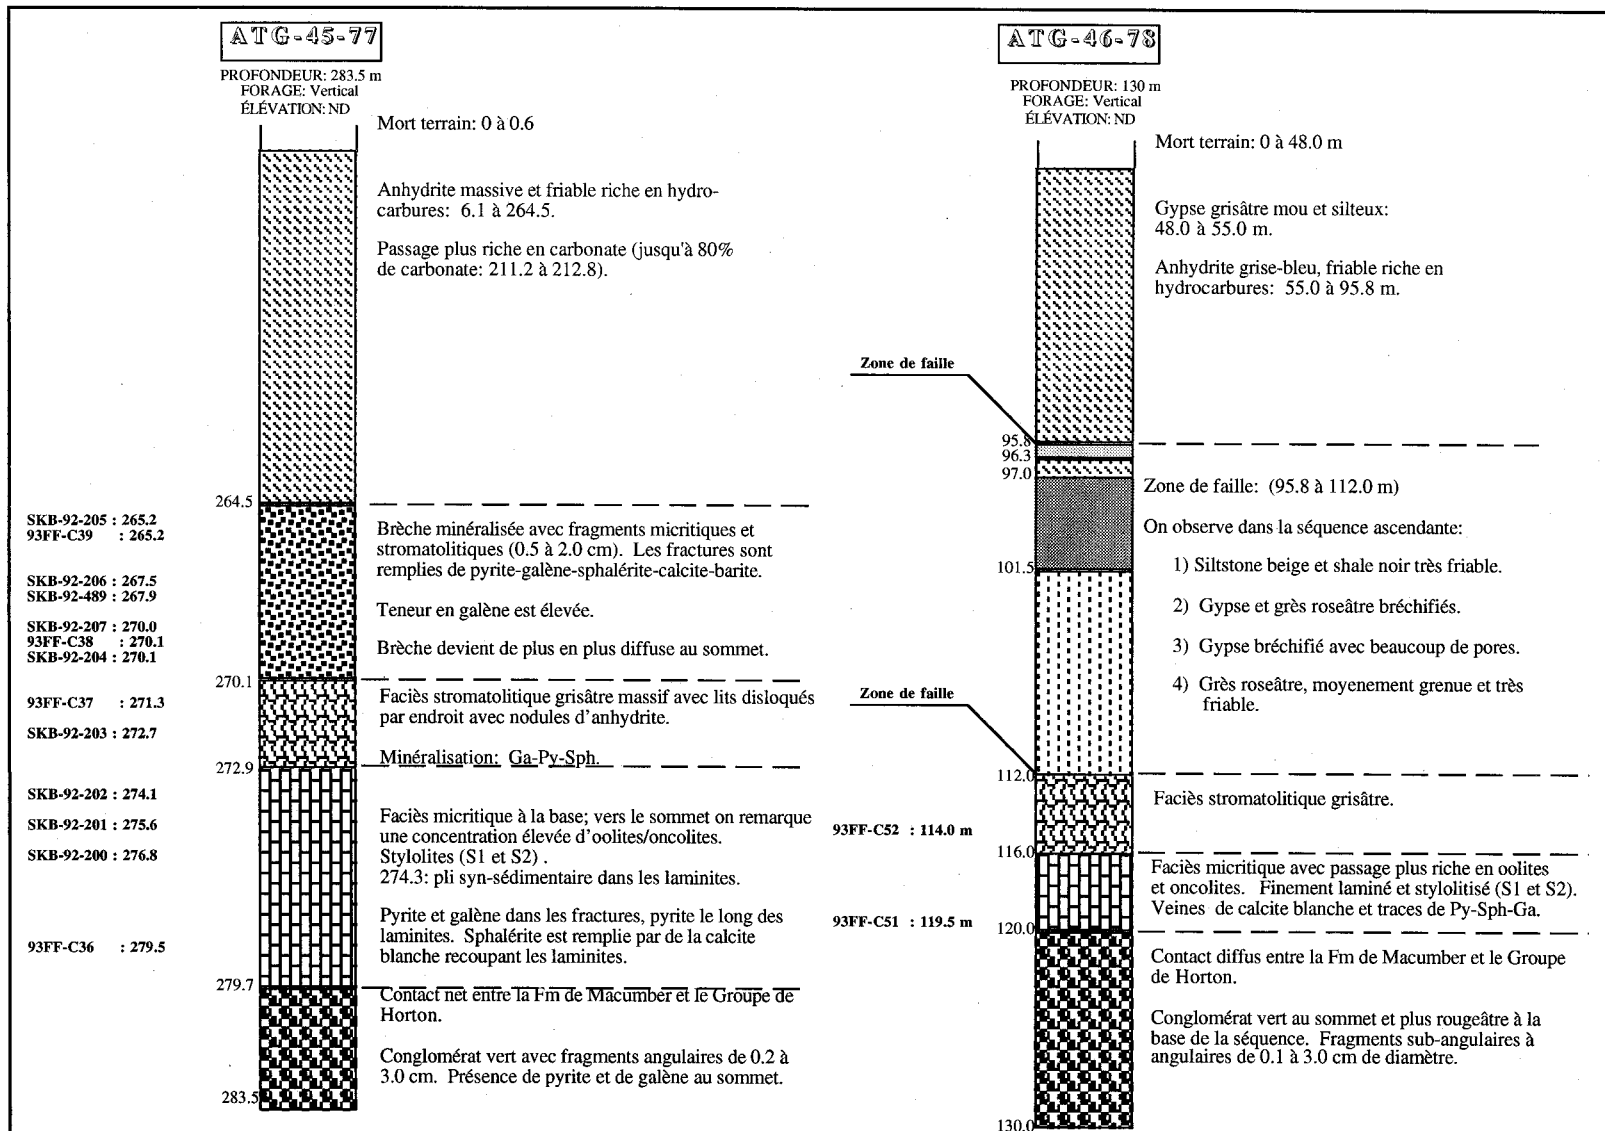 ATG-45-77
PROFONDEUR: 283.5 m
FORAGE: Vertical
ÉLÉVATION: ND
Mort terrain: 0 à 0.6
Anhydrite massive et friable riche en hydro-
carbures: 6.1 à 264.5.
Passage plus riche en carbonate (jusqu'à 80%
de carbonate: 211.2 à 212.8).
264.5
SKB-92-205 : 265.2
93FF-C39 : 265.2
SKB-92-206 : 267.5
SKB-92-489 : 267.9
SKB-92-207 : 270.0
93FF-C38 : 270.1
SKB-92-204 : 270.1
Brèche minéralisée avec fragments micritiques et
stromatolitiques (0.5 à 2.0 cm). Les fractures sont
remplies de pyrite-galène-sphalérite-calcite-barite.
Teneur en galène est élevée.
Brèche devient de plus en plus diffuse au sommet.
270.1
93FF-C37 : 271.3
SKB-92-203 : 272.7
Faciès stromatolitique grisâtre massif avec lits disloqués
par endroit avec nodules d'anhydrite.
Minéralisation: Ga-Py-Sph.
272.9
SKB-92-202 : 274.1
SKB-92-201 : 275.6
SKB-92-200 : 276.8
93FF-C36 : 279.5
Faciès micritique à la base; vers le sommet on remarque
une concentration élevée d'oolites/oncolites.
Stylolites (S1 et S2) .
274.3: pli syn-sédimentaire dans les laminites.
Pyrite et galène dans les fractures, pyrite le long des
laminites. Sphalérite est remplie par de la calcite
blanche recoupant les laminites.
279.7
Contact net entre la Fm de Macumber et le Groupe de
Horton.
Conglomérat vert avec fragments angulaires de 0.2 à
3.0 cm. Présence de pyrite et de galène au sommet.
283.5
ATG-46-78
PROFONDEUR: 130 m
FORAGE: Vertical
ÉLÉVATION: ND
Mort terrain: 0 à 48.0 m
Gypse grisâtre mou et silteux:
48.0 à 55.0 m.
Anhydrite grise-bleu, friable riche en
hydrocarbures: 55.0 à 95.8 m.
Zone de faille
95.8
96.3
97.0
Zone de faille: (95.8 à 112.0 m)
On observe dans la séquence ascendante:
1) Siltstone beige et shale noir très friable.
2) Gypse et grès roseâtre bréchifiés.
3) Gypse bréchifié avec beaucoup de pores.
4) Grès roseâtre, moyenement grenue et très
friable.
101.5
Zone de faille
112.0
Faciès stromatolitique grisâtre.
93FF-C52 : 114.0 m
116.0
Faciès micritique avec passage plus riche en oolites
et oncolites. Finement laminé et stylolitisé (S1 et S2).
Veines de calcite blanche et traces de Py-Sph-Ga.
93FF-C51 : 119.5 m
120.0
Contact diffus entre la Fm de Macumber et le Groupe
de Horton.
Conglomérat vert au sommet et plus rougeâtre à la
base de la séquence. Fragments sub-angulaires à
angulaires de 0.1 à 3.0 cm de diamètre.
130.0